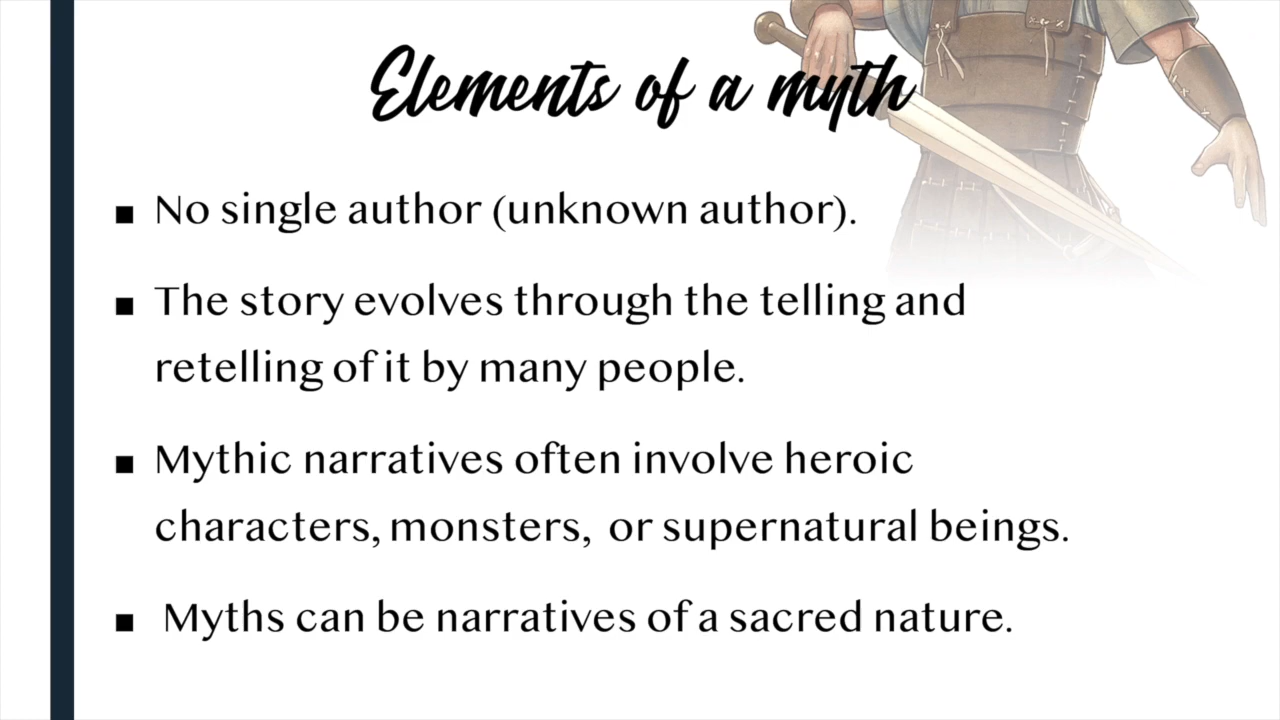 Elements of a myth
▪ No single author (unknown author).
▪ The story evolves through the telling and
retelling of it by many people.
▪ Mythic narratives often involve heroic
characters, monsters,  or supernatural beings.
▪ Myths can be narratives of a sacred nature.